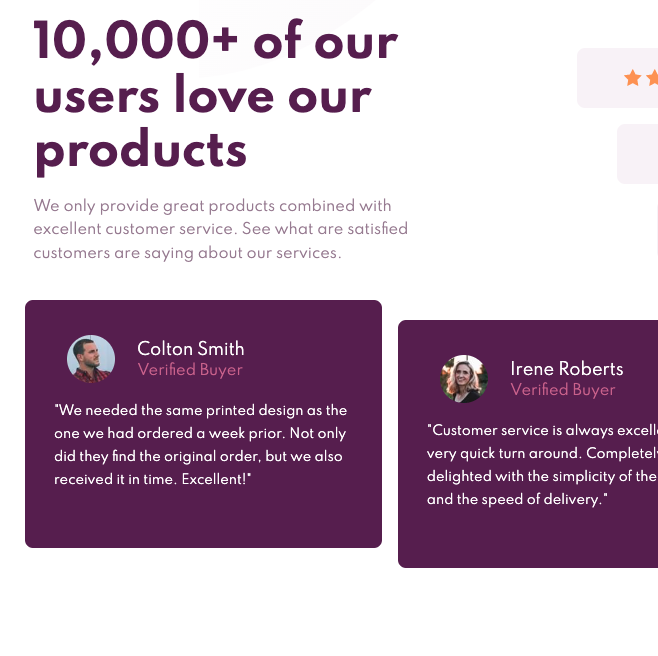 10,000+ of our
users love our
products
We only provide great products combined with
excellent customer service. See what are satisfied
customers are saying about our services.
Colton Smith
Verified Buyer
"We needed the same printed design as the
one we had ordered a week prior. Not only
did they find the original order, but we also
received it in time. Excellent!"
Irene Roberts
Verified Buyer
"Customer service is always
very quick turn around. Completely
delighted with the simplicity of the
and the speed of delivery."